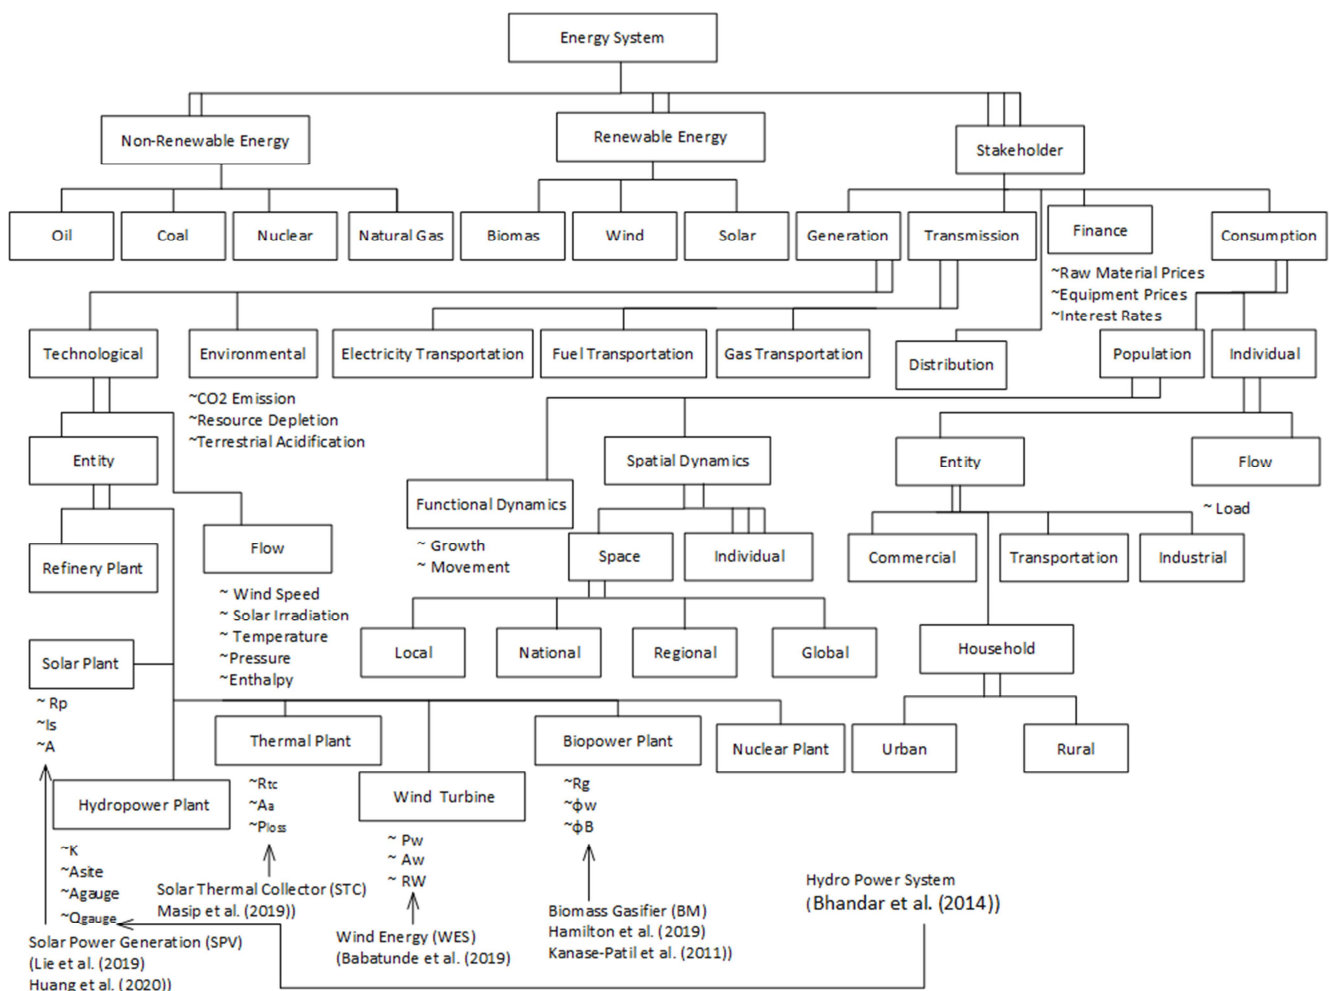 Energy System
Non-Renewable Energy
Renewable Energy
Stakeholder
Oil
Coal
Nuclear
Natural Gas
Biomas
Wind
Solar
Generation
Transmission
Finance
Consumption
~Raw Material Prices
~Equipment Prices
~Interest Rates
Technological
Environmental
Electricity Transportation
Fuel Transportation
Gas Transportation
Distribution
Population
Individual
~CO2 Emission
~Resource Depletion
~Terrestrial Acidification
Entity
Spatial Dynamics
Entity
Flow
Functional Dynamics
~ Growth
~ Movement
~ Load
Refinery Plant
Flow
Space
Individual
Commercial
Transportation
Industrial
~ Wind Speed
~ Solar Irradiation
~ Temperature
~Pressure
~Enthalpy
Local
National
Regional
Global
Household
Solar Plant
~ Rp
~Is
~A
Thermal Plant
Biopower Plant
Nuclear Plant
Urban
Rural
Hydropower Plant
Wind Turbine
~Rtc
~Aa
~Ploss
~Rg
~ϕw
~ϕB
~K
~Asite
~Agauge
~Qgauge
~ Pw
~ Aw
~ RW
Solar Thermal Collector (STC)
Masip et al. (2019))
Hydro Power System
(Bhandar et al. (2014))
Biomass Gasifier (BM)
Hamilton et al. (2019)
Kanase-Patil et al. (2011))
Wind Energy (WES)
(Babatunde et al. (2019)
Solar Power Generation (SPV)
(Lie et al. (2019)
Huang et al. (2020))